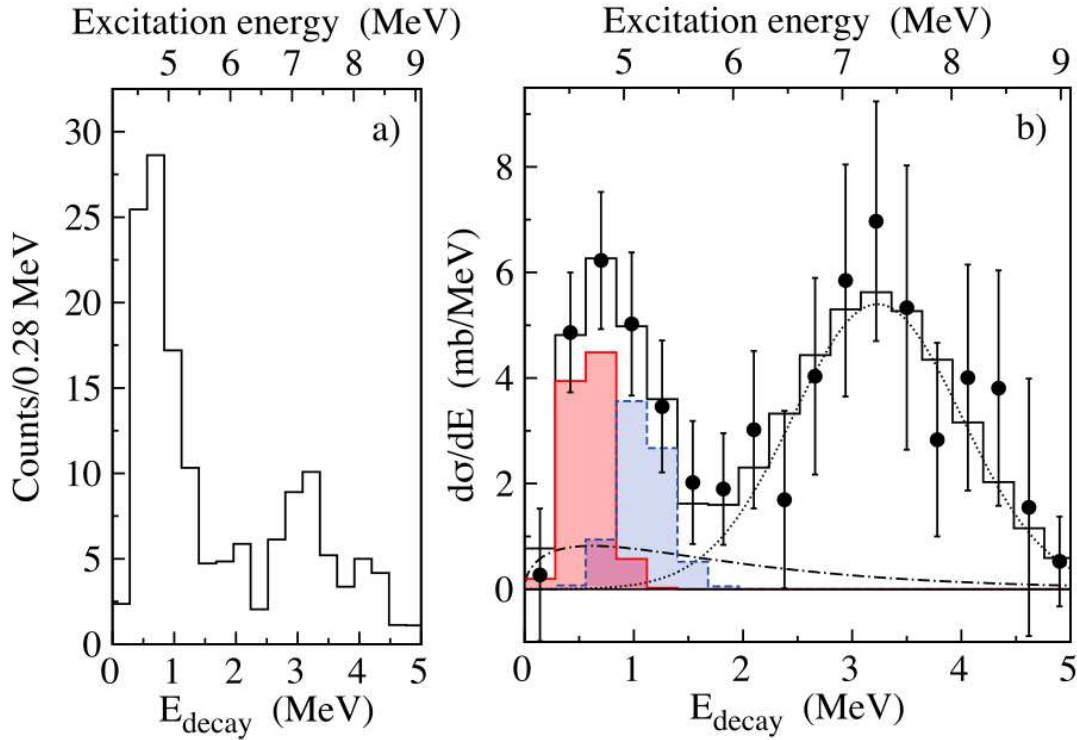 Excitation energy (MeV)
5 6 7 8 9
a)
30
25
20
15
10
5
0
Counts/0.28 MeV
0 1 2 3 4 5
E_decay (MeV)
Excitation energy (MeV)
5 6 7 8 9
b)
8
6
4
2
0
dσ/dE (mb/MeV)
0 1 2 3 4 5
E_decay (MeV)